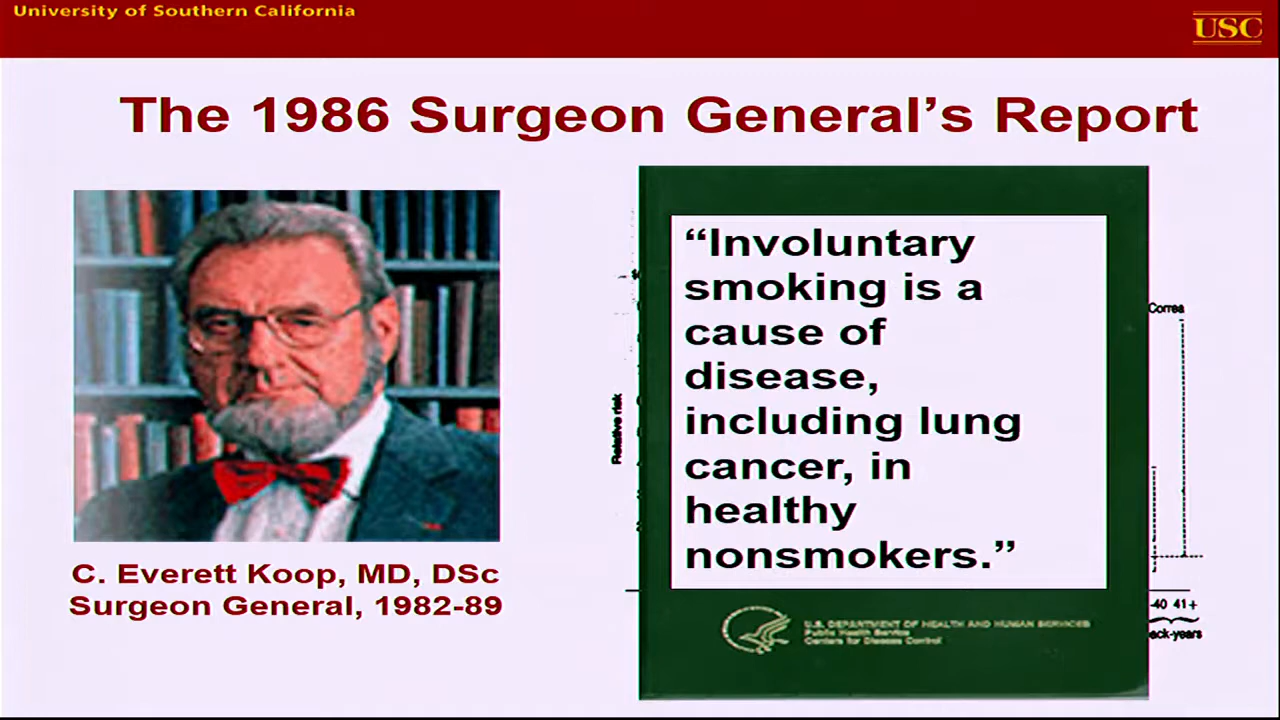 University of Southern California
USC
The 1986 Surgeon General’s Report
“Involuntary
smoking is a
cause of
disease,
including lung
cancer, in
healthy
nonsmokers.”
Correa
Relative risk
C. Everett Koop, MD, DSc
Surgeon General, 1982-89
-40 41+
ack-years
U.S. DEPARTMENT OF HEALTH AND HUMAN SERVICES
Public Health Service
Centers for Disease Control